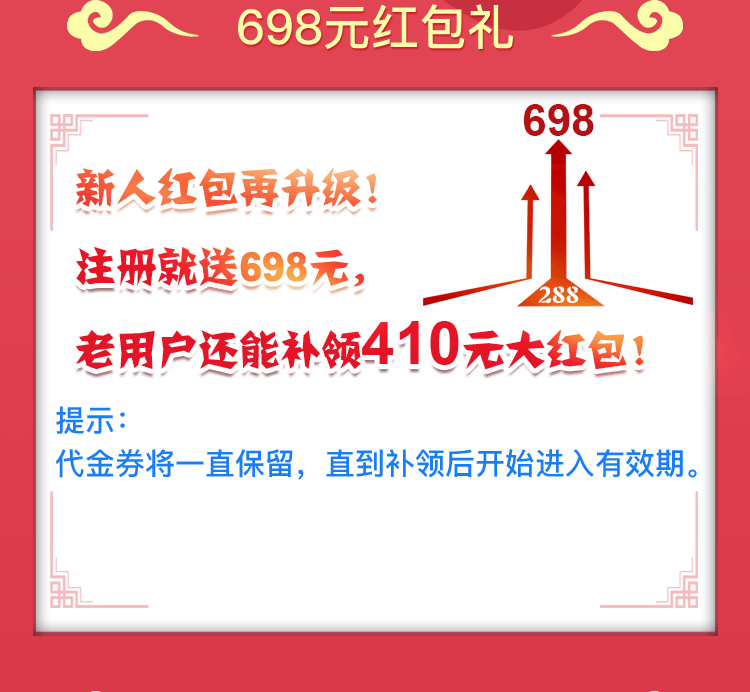 698元红包礼
698
新人红包再升级！
注册就送698元，
288
老用户还能补领410元大红包！
提示：
代金券将一直保留，直到补领后开始进入有效期。